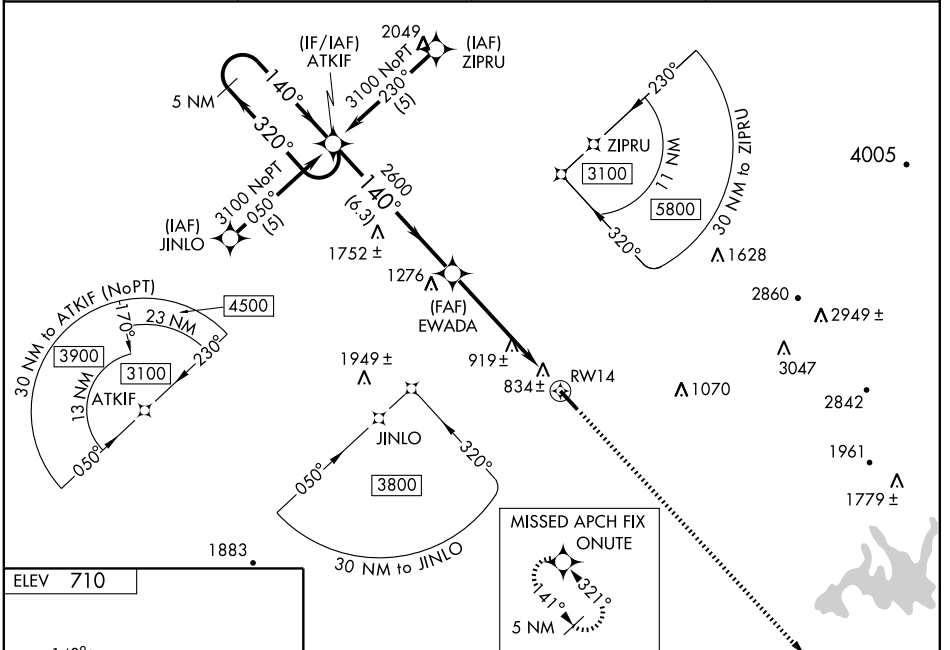 2049
(IF/IAF)
ATKIF
(IAF)
ZIPRU
3100 NoPT
230°
(5)
140°
5 NM
320°
3100 NoPT
050°
(5)
(IAF)
JINLO
2600
140°
(6.3)
1752 ±
1276
(FAF)
EWADA
230°
ZIPRU
3100
11 NM
30 NM to ZIPRU
5800
320°
4005
1628
2860
2949 ±
3047
2842
1961
1779 ±
30 NM to ATKIF (NoPT)
4500
170°
23 NM
3900
230°
3100
13 NM
ATKIF
050°
1949 ±
919 ±
834 ±
RW14
1070
JINLO
050°
320°
3800
30 NM to JINLO
1883
MISSED APCH FIX
ONUTE
321°
141°
5 NM
ELEV 710